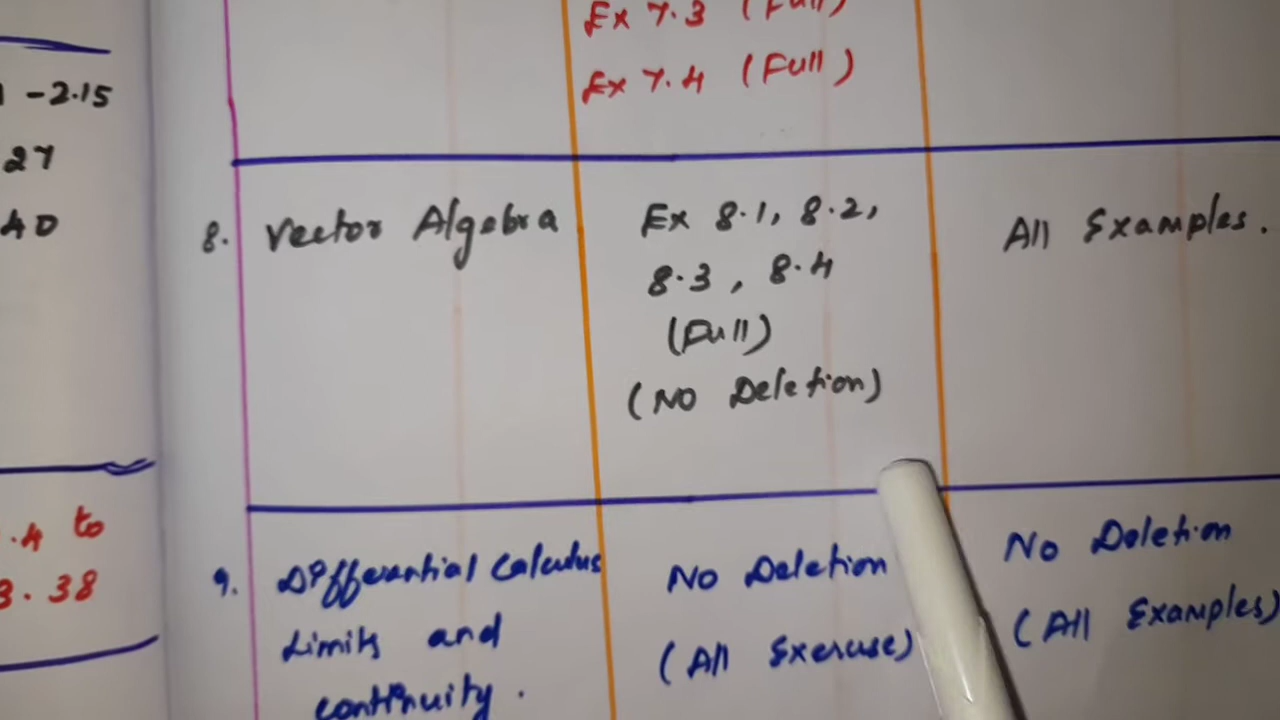 -2.15
27
40
.4 to
3.38
Ex 7.3 (Full)
Ex 7.4 (Full)
8. Vector Algebra
Ex 8.1, 8.2,
8.3, 8.4
(Full)
(No Deletion)
All Examples.
9. Differential Calculus
Limits and
continuity.
No Deletion
(All Exercise)
No Deletion
(All Examples)